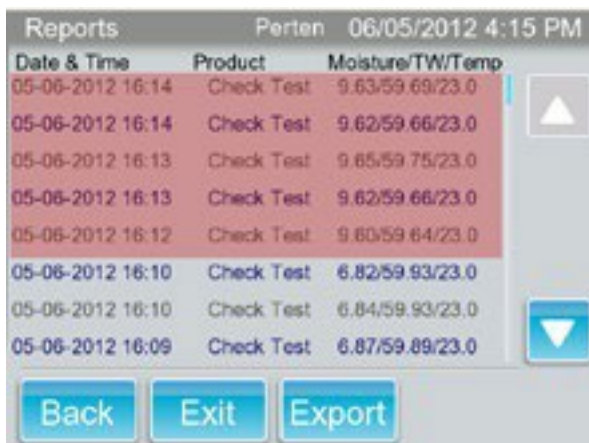 Reports Perten 06/05/2012 4:15 PM
Date & Time Product Moisture/TW/Temp
05-06-2012 16:14 Check Test 9.63/59.69/23.0
05-06-2012 16:14 Check Test 9.62/59.66/23.0
05-06-2012 16:13 Check Test 9.65/59.75/23.0
05-06-2012 16:13 Check Test 9.62/59.66/23.0
05-06-2012 16:12 Check Test 9.60/59.64/23.0
05-06-2012 16:10 Check Test 6.82/59.93/23.0
05-06-2012 16:10 Check Test 6.84/59.93/23.0
05-06-2012 16:09 Check Test 6.87/59.89/23.0
Back Exit Export